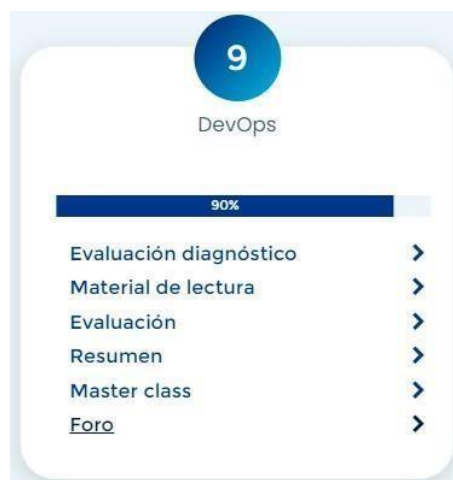 9
DevOps
90%
Evaluación diagnóstico
Material de lectura
Evaluación
Resumen
Master class
Foro